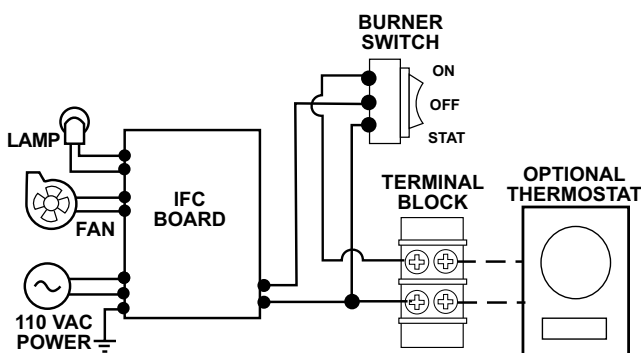 BURNER
SWITCH
ON
OFF
STAT
LAMP
FAN
IFC
BOARD
TERMINAL
BLOCK
OPTIONAL
THERMOSTAT
110 VAC
POWER